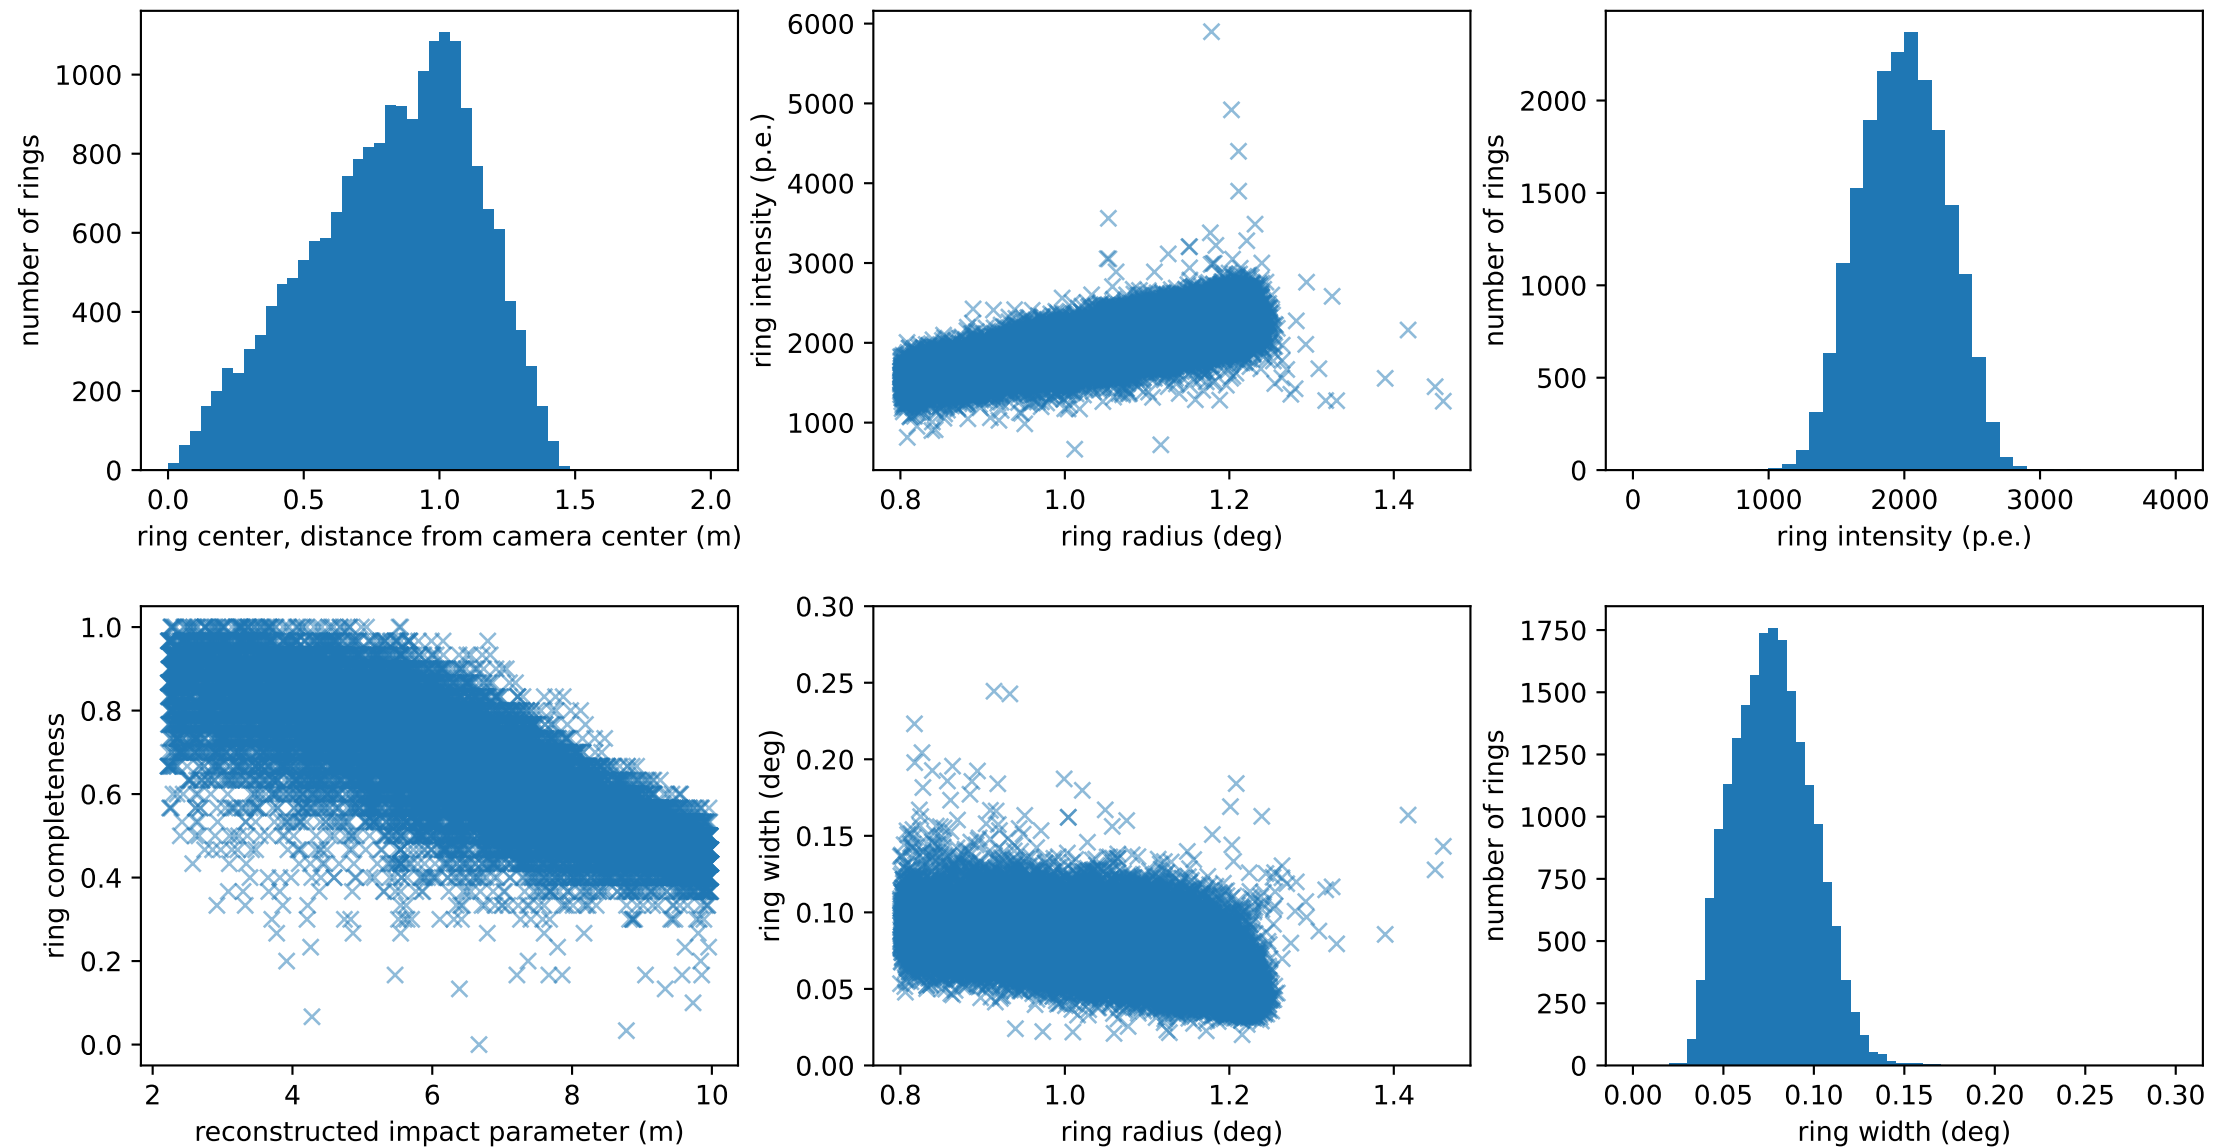 number of rings
1000
800
600
400
200
0
0.0 0.5 1.0 1.5 2.0
ring center, distance from camera center (m)
ring intensity (p.e.)
6000
5000
4000
3000
2000
1000
0.8 1.0 1.2 1.4
ring radius (deg)
number of rings
2000
1500
1000
500
0
0 1000 2000 3000 4000
ring intensity (p.e.)
ring completeness
1.0
0.8
0.6
0.4
0.2
0.0
2 4 6 8 10
reconstructed impact parameter (m)
ring width (deg)
0.30
0.25
0.20
0.15
0.10
0.05
0.00
0.8 1.0 1.2 1.4
ring radius (deg)
number of rings
1750
1500
1250
1000
750
500
250
0
0.00 0.05 0.10 0.15 0.20 0.25 0.30
ring width (deg)